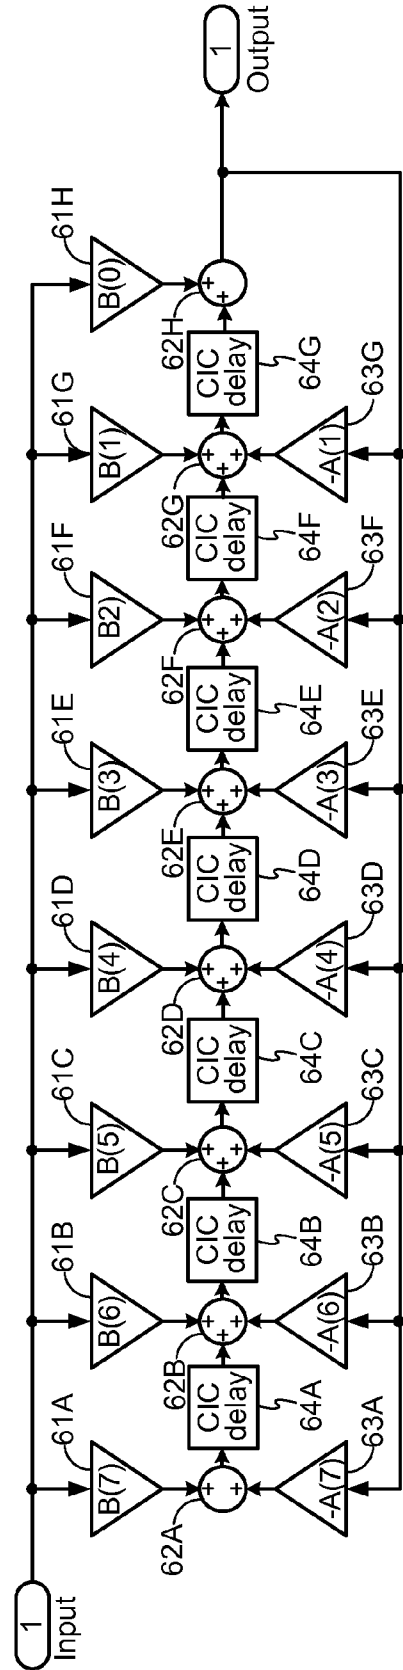 1
Input
61A
61B
61C
61D
61E
61F
61G
61H
B(7)
B(6)
B(5)
B(4)
B(3)
B2)
B(1)
B(0)
62A
62B
62C
62D
62E
62F
62G
62H
+ +
+ + +
+ + +
+ + +
+ + +
+ + +
+ + +
+ +
CIC
delay
CIC
delay
CIC
delay
CIC
delay
CIC
delay
CIC
delay
CIC
delay
64A
64B
64C
64D
64E
64F
64G
-A(7)
-A(6)
-A(5)
-A(4)
-A(3)
-A(2)
-A(1)
63A
63B
63C
63D
63E
63F
63G
1
Output